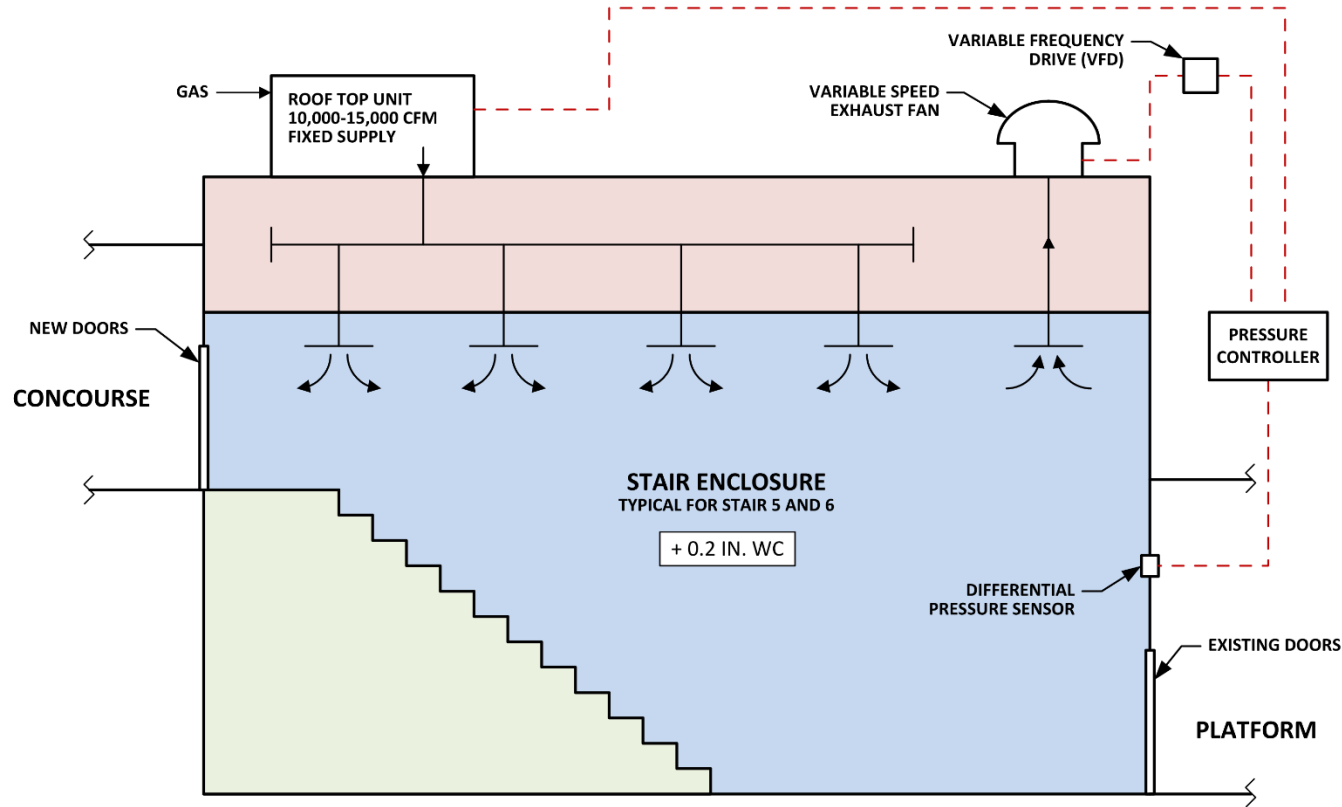 VARIABLE FREQUENCY
DRIVE (VFD)
GAS
ROOF TOP UNIT
10,000-15,000 CFM
FIXED SUPPLY
VARIABLE SPEED
EXHAUST FAN
NEW DOORS
PRESSURE
CONTROLLER
CONCOURSE
STAIR ENCLOSURE
TYPICAL FOR STAIR 5 AND 6
+ 0.2 IN. WC
DIFFERENTIAL
PRESSURE SENSOR
EXISTING DOORS
PLATFORM